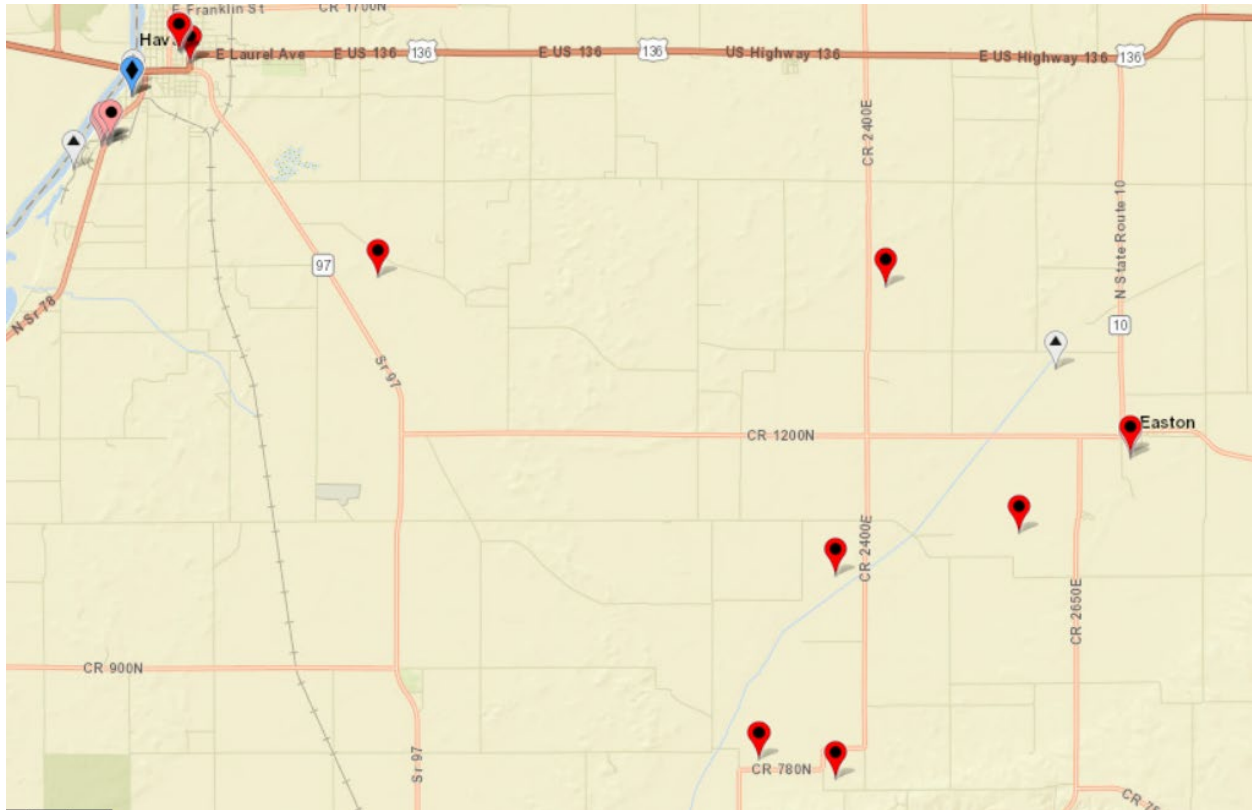 E Franklin St
CR 1700N
Hav
E Laurel Ave
E US 136
136
E US 136
136
US Highway 136
E US Highway 136
136
CR 2400E
N State Route 10
97
N Sr 78
10
Sr 97
Easton
CR 1200N
CR 2400E
CR 2650E
CR 900N
Sr 97
CR 780N